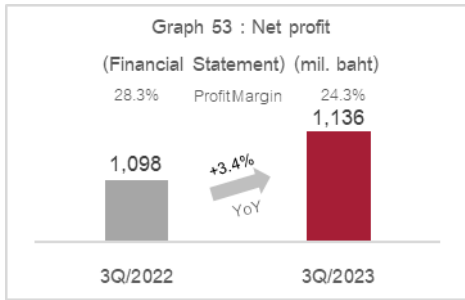 Graph 53 : Net profit
(Financial Statement) (mil. baht)
28.3% ProfitMargin 24.3%
1,136
1,098
+3.4%
YoY
3Q/2022 3Q/2023